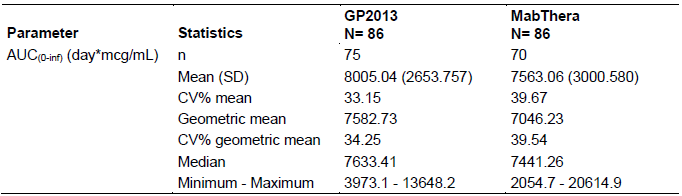 GP2013 MabThera
Parameter Statistics N= 86 N= 86
AUC(0-inf) (day*mcg/mL) n 75 70
Mean (SD) 8005.04 (2653.757) 7563.06 (3000.580)
CV% mean 33.15 39.67
Geometric mean 7582.73 7046.23
CV% geometric mean 34.25 39.54
Median 7633.41 7441.26
Minimum - Maximum 3973.1 - 13648.2 2054.7 - 20614.9